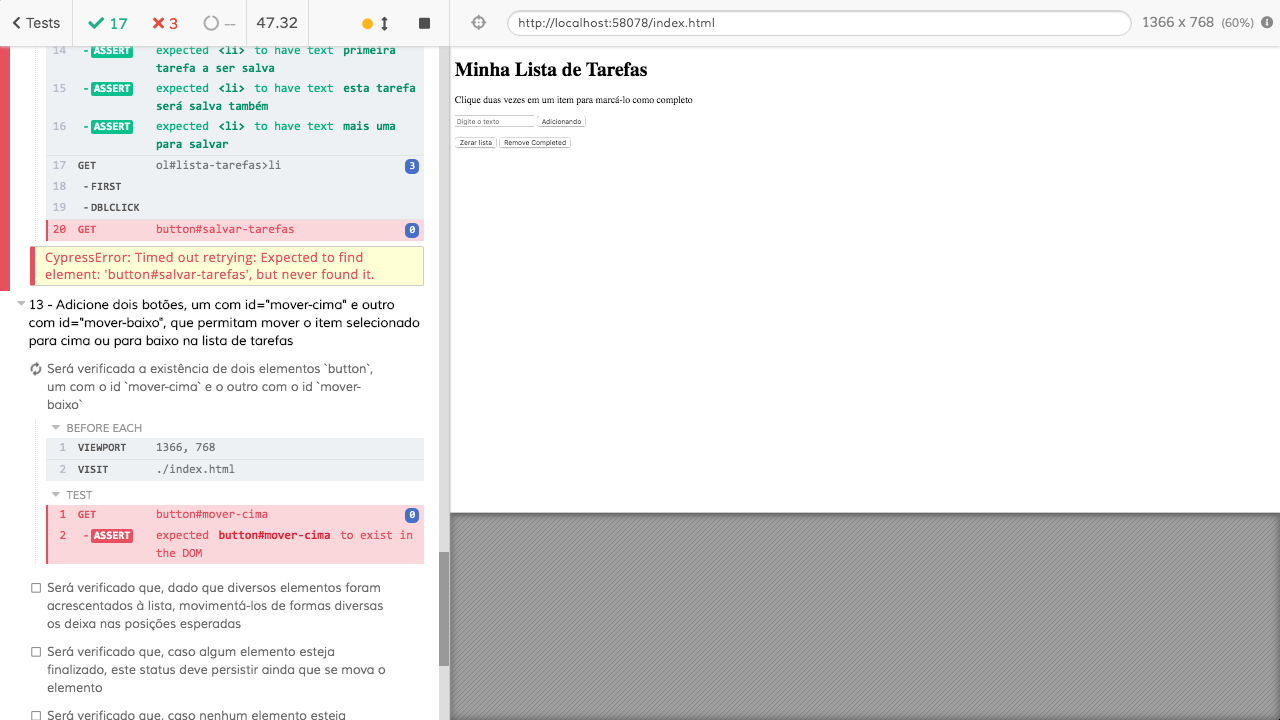 Tests 17 3 -- 47.32
http://localhost:58078/index.html 1366 x 768 (60%)
14 -ASSERT expected <li> to have text primeira
tarefa a ser salva
15 -ASSERT expected <li> to have text esta tarefa
será salva também
16 -ASSERT expected <li> to have text mais uma
para salvar
17 GET ol#lista-tarefas>li 3
18 -FIRST
19 -DBLCLICK
20 GET button#salvar-tarefas 0
CypressError: Timed out retrying: Expected to find
element: 'button#salvar-tarefas', but never found it.
13 - Adicione dois botões, um com id="mover-cima" e outro
com id="mover-baixo", que permitam mover o item selecionado
para cima ou para baixo na lista de tarefas
Será verificada a existência de dois elementos `button`,
um com o id `mover-cima` e o outro com o id `mover-
baixo`
BEFORE EACH
1 VIEWPORT 1366, 768
2 VISIT ./index.html
TEST
1 GET button#mover-cima 0
2 -ASSERT expected button#mover-cima to exist in
the DOM
Será verificado que, dado que diversos elementos foram
acrescentados à lista, movimentá-los de formas diversas
os deixa nas posições esperadas
Será verificado que, caso algum elemento esteja
finalizado, este status deve persistir ainda que se mova o
elemento
Será verificado que, caso nenhum elemento esteja
Minha Lista de Tarefas
Clique duas vezes em um item para marcá-lo como completo
Digite o texto Adicionando
Zerar lista Remove Completed